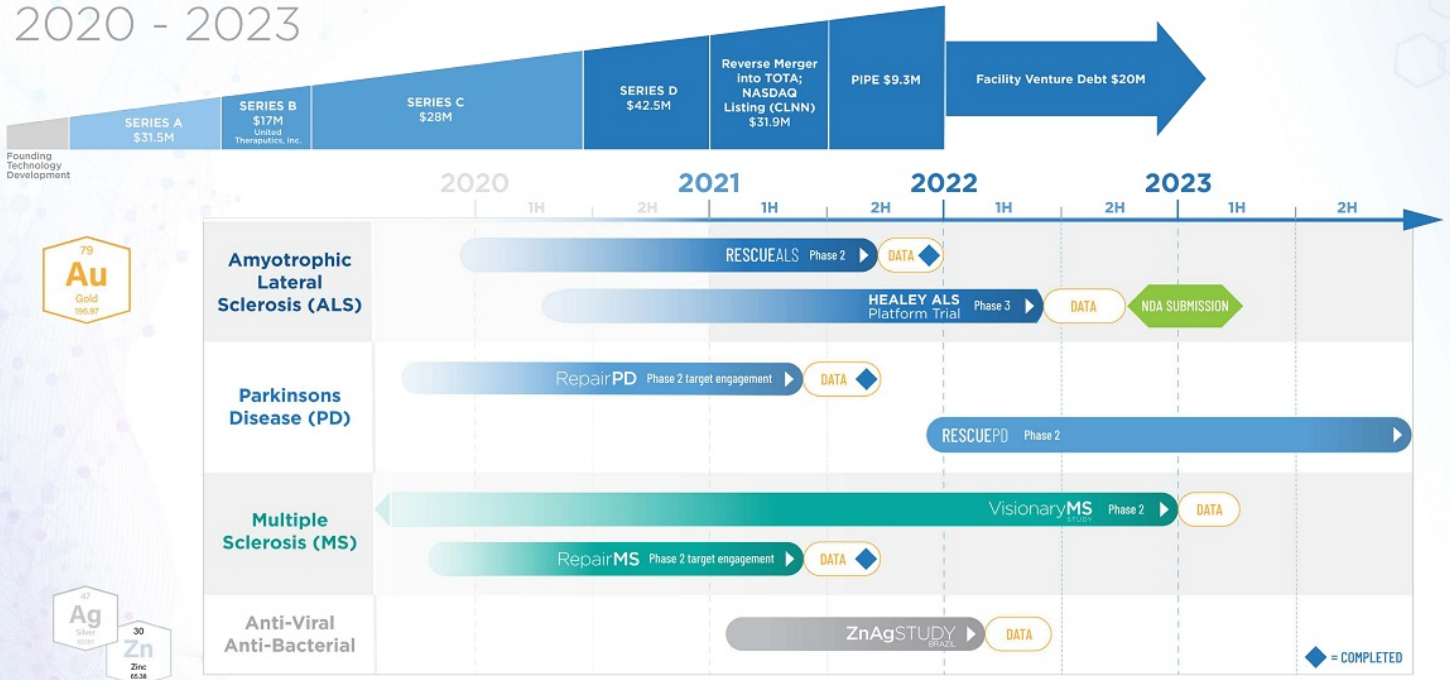 2020 - 2023
Founding
Technology
Development
SERIES A
$31.5M
SERIES B
$17M
United
Theraputics, Inc.
SERIES C
$28M
SERIES D
$42.5M
Reverse Merger
into TOTA;
NASDAQ
Listing (CLNN)
$31.9M
PIPE $9.3M
Facility Venture Debt $20M
2020
2021
2022
2023
1H
2H
1H
2H
1H
2H
1H
2H
79
Au
Gold
196.97
Amyotrophic
Lateral
Sclerosis (ALS)
RESCUEALS Phase 2
DATA
HEALEY ALS
Platform Trial
Phase 3
DATA
NDA SUBMISSION
Parkinsons
Disease (PD)
RepairPD Phase 2 target engagement
DATA
RESCUEPD Phase 2
Multiple
Sclerosis (MS)
VisionaryMS Phase 2
STUDY
DATA
RepairMS Phase 2 target engagement
DATA
47
Ag
Silver
30
Zn
Zinc
65.38
Anti-Viral
Anti-Bacterial
ZnAgSTUDY
BRAZIL
DATA
= COMPLETED